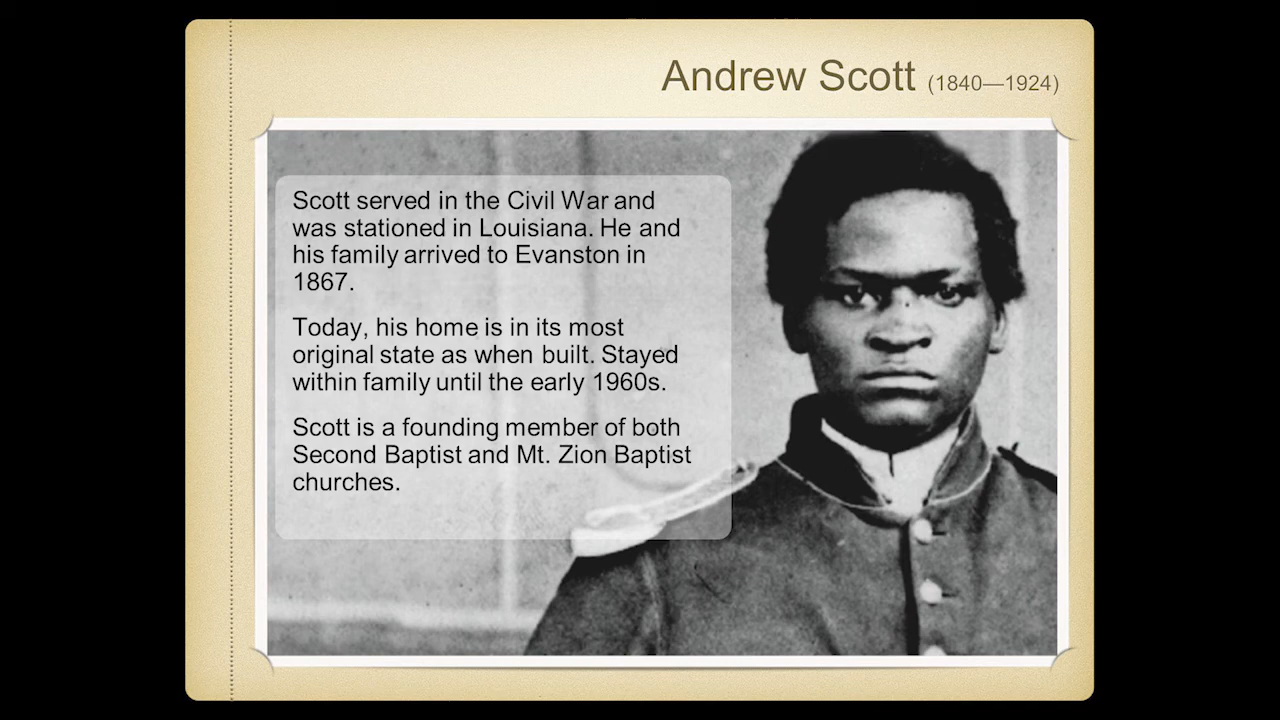 Andrew Scott (1840—1924)
Scott served in the Civil War and
was stationed in Louisiana. He and
his family arrived to Evanston in
1867.
Today, his home is in its most
original state as when built. Stayed
within family until the early 1960s.
Scott is a founding member of both
Second Baptist and Mt. Zion Baptist
churches.